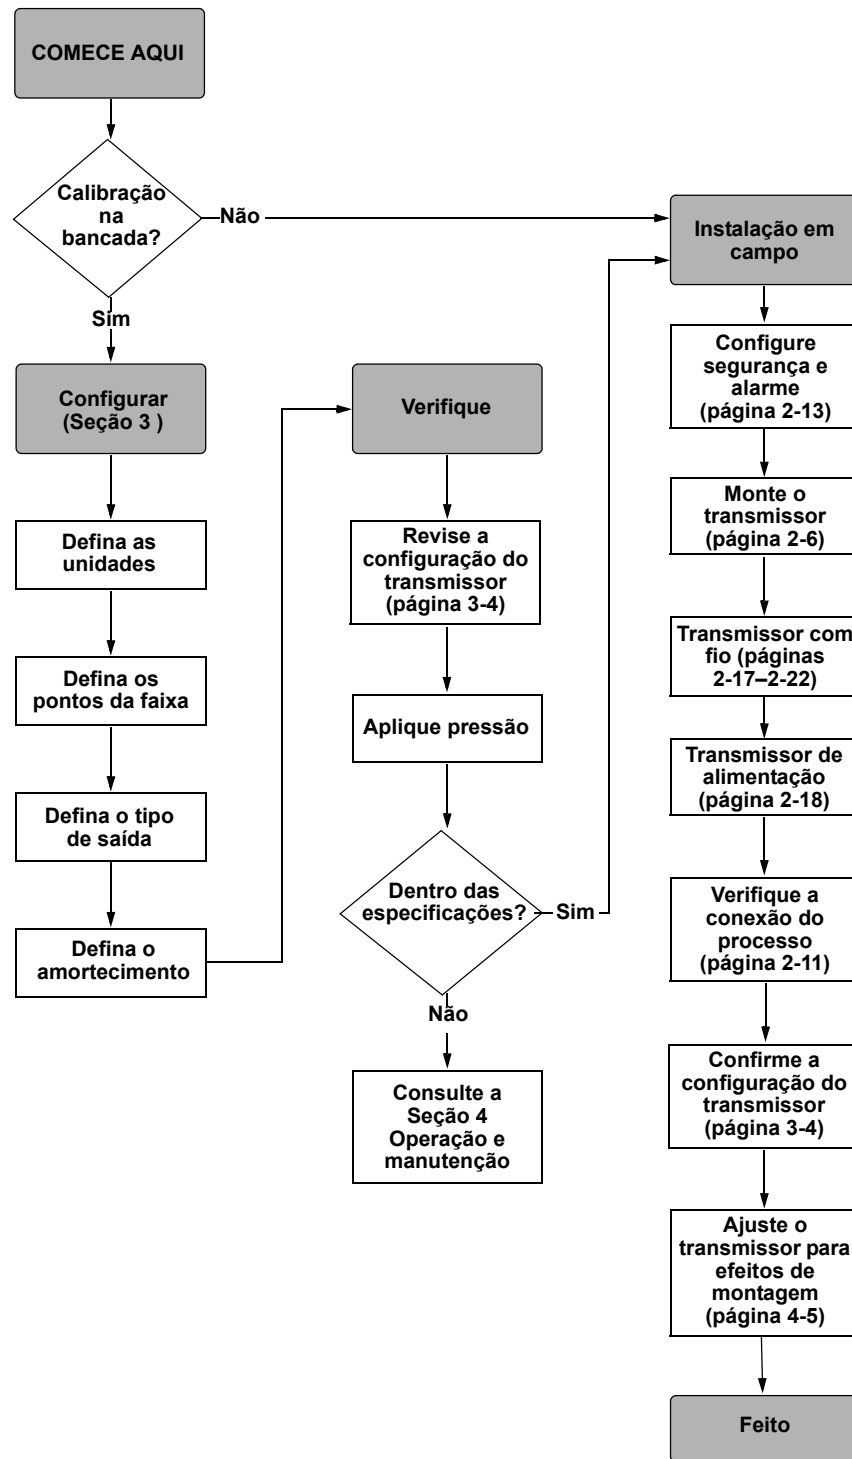 COMECE AQUI
Calibração
na
bancada?
Não
Sim
Configurar
(Seção 3 )
Defina as
unidades
Defina os
pontos da faixa
Defina o tipo
de saída
Defina o
amortecimento
Verifique
Revise a
configuração do
transmissor
(página 3-4)
Aplique pressão
Dentro das
especificações?
Sim
Não
Consulte a
Seção 4
Operação e
manutenção
Instalação em
campo
Configure
segurança e
alarme
(página 2-13)
Monte o
transmissor
(página 2-6)
Transmissor com
fio (páginas
2-17–2-22)
Transmissor de
alimentação
(página 2-18)
Verifique a
conexão do
processo
(página 2-11)
Confirme a
configuração do
transmissor
(página 3-4)
Ajuste o
transmissor para
efeitos de
montagem
(página 4-5)
Feito